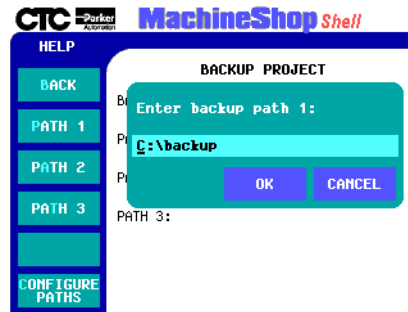 CTC Parker Automation MachineShop Shell
HELP
BACKUP PROJECT
BACK
Enter backup path 1:
PATH 1
C:\backup
PATH 2
OK CANCEL
PATH 3
PATH 3:
CONFIGURE
PATHS